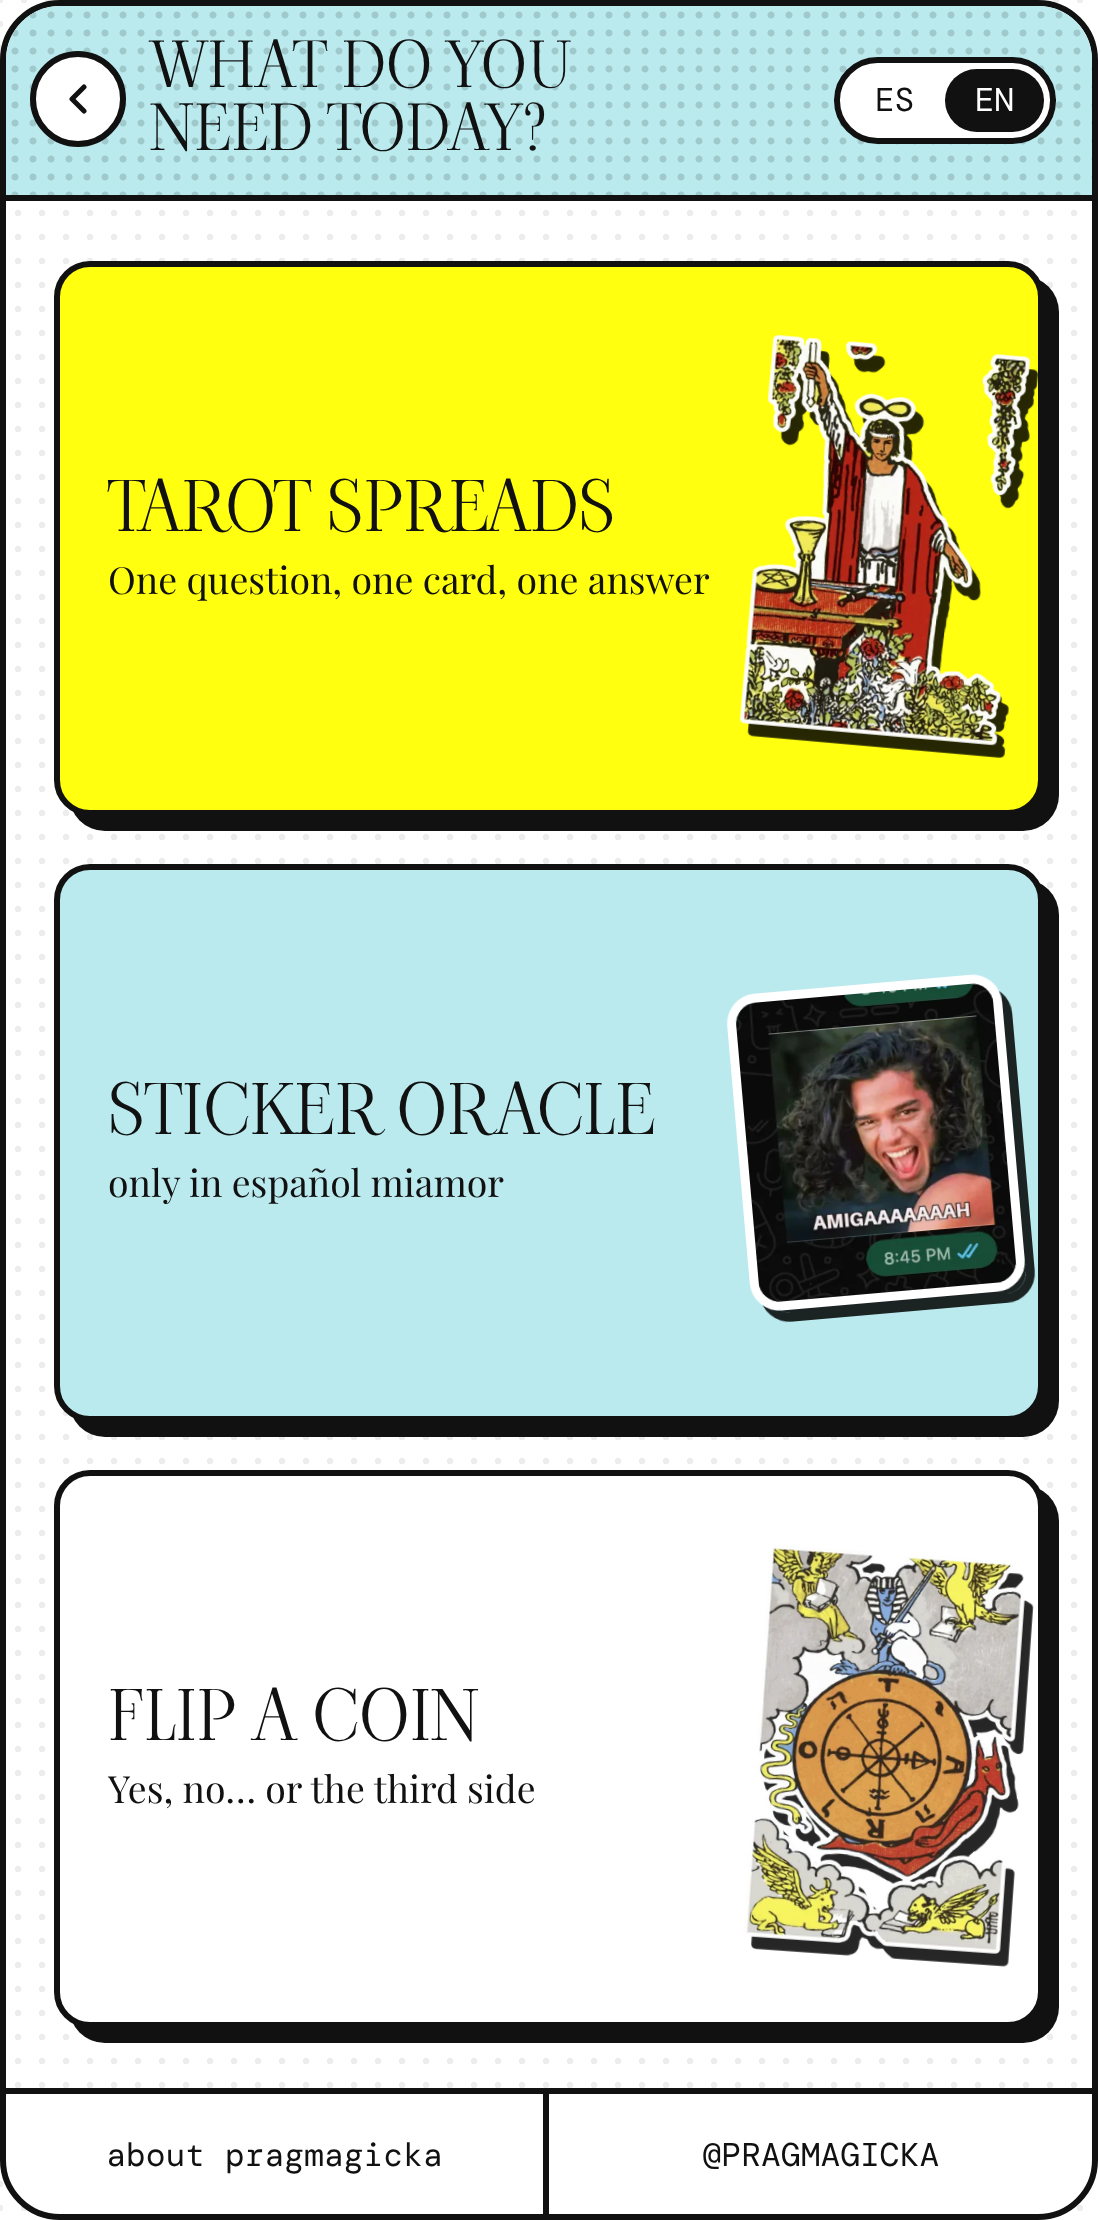 WHAT DO YOU
NEED TODAY?
ES EN
TAROT SPREADS
One question, one card, one answer
STICKER ORACLE
only in español miamor
AMIGAAAAAAAH
8:45 PM
FLIP A COIN
Yes, no... or the third side
about pragmagicka
@PRAGMAGICKA